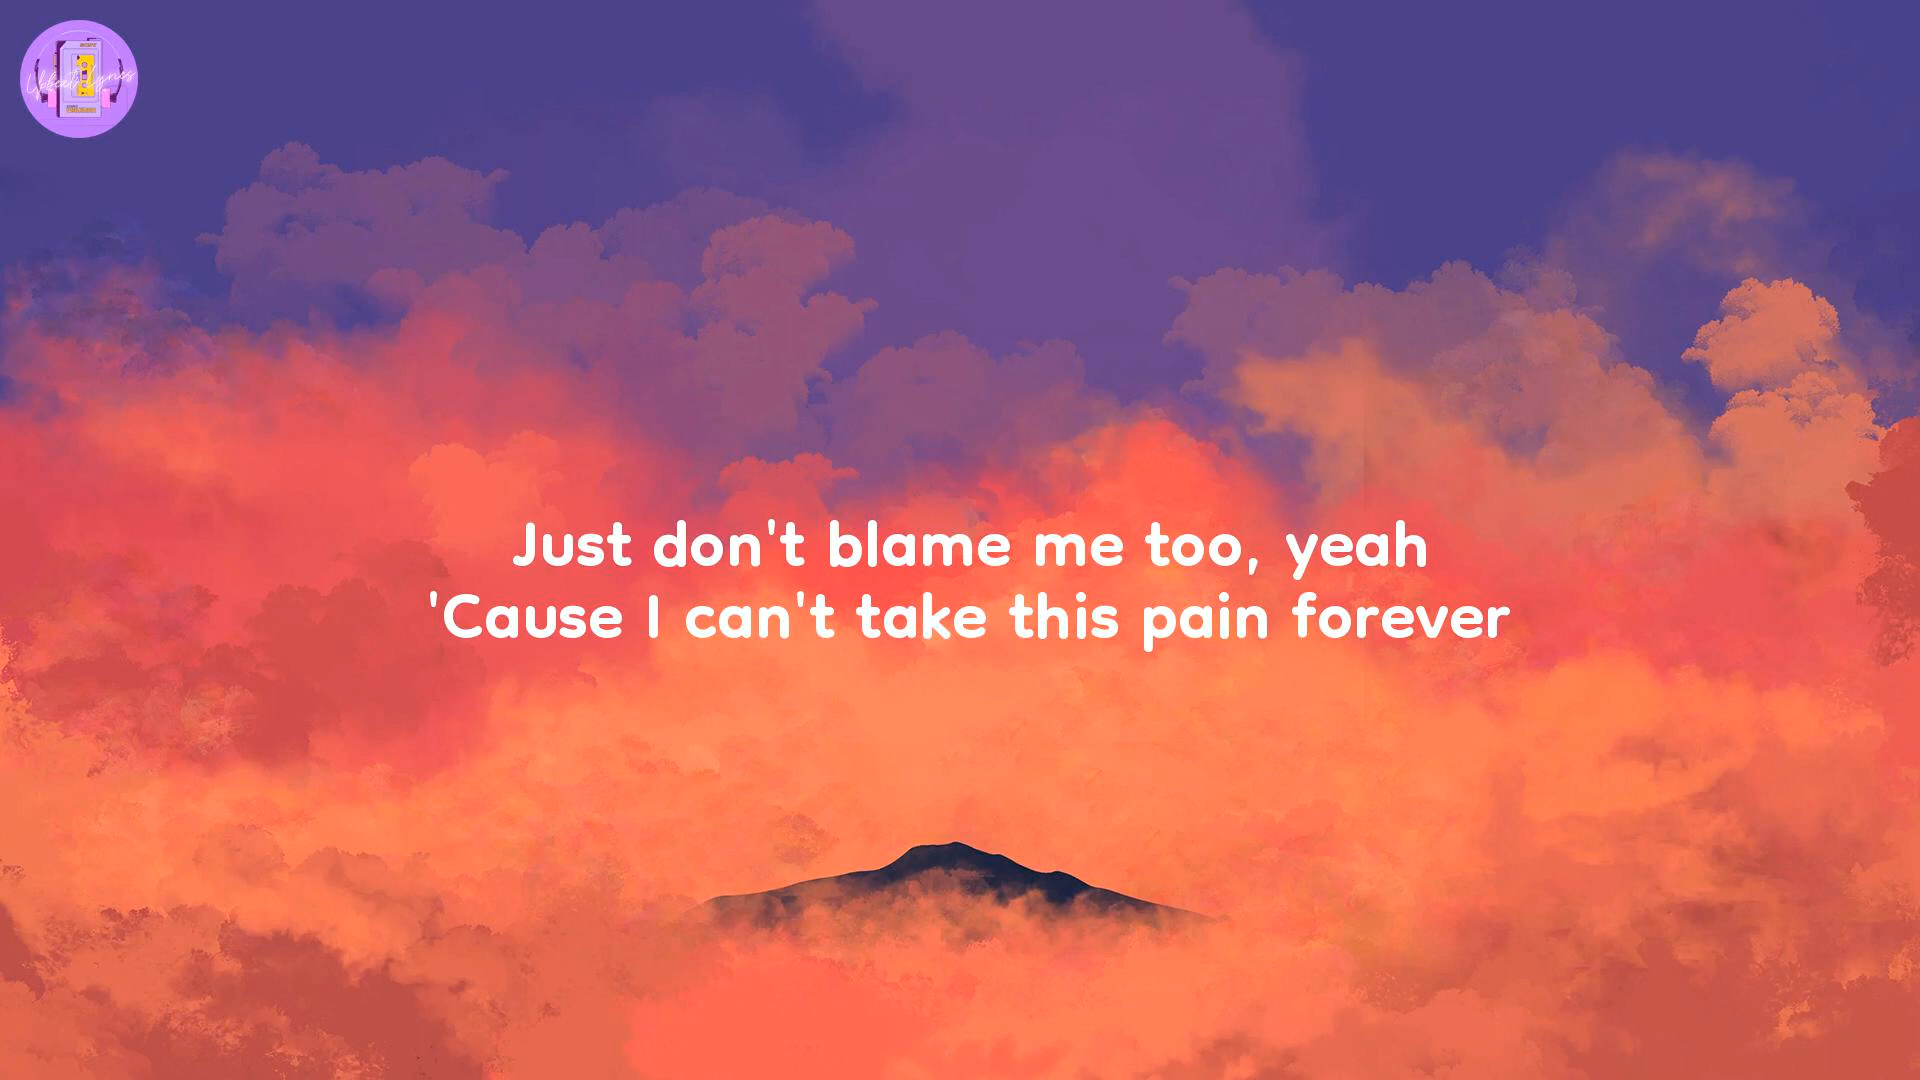 Just don't blame me too, yeah
'Cause I can't take this pain forever